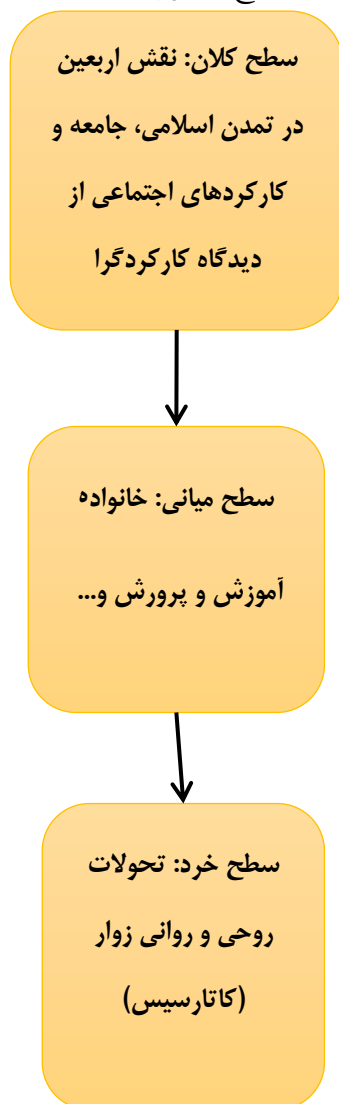 سطح کلان: نقش اربعین
در تمدن اسلامی، جامعه و
کارکردهای اجتماعی از
دیدگاه کارکردگرا
سطح میانی: خانواده
آموزش و پرورش و...
سطح خرد: تحولات
روحی و روانی زوار
(کاتارسیس)